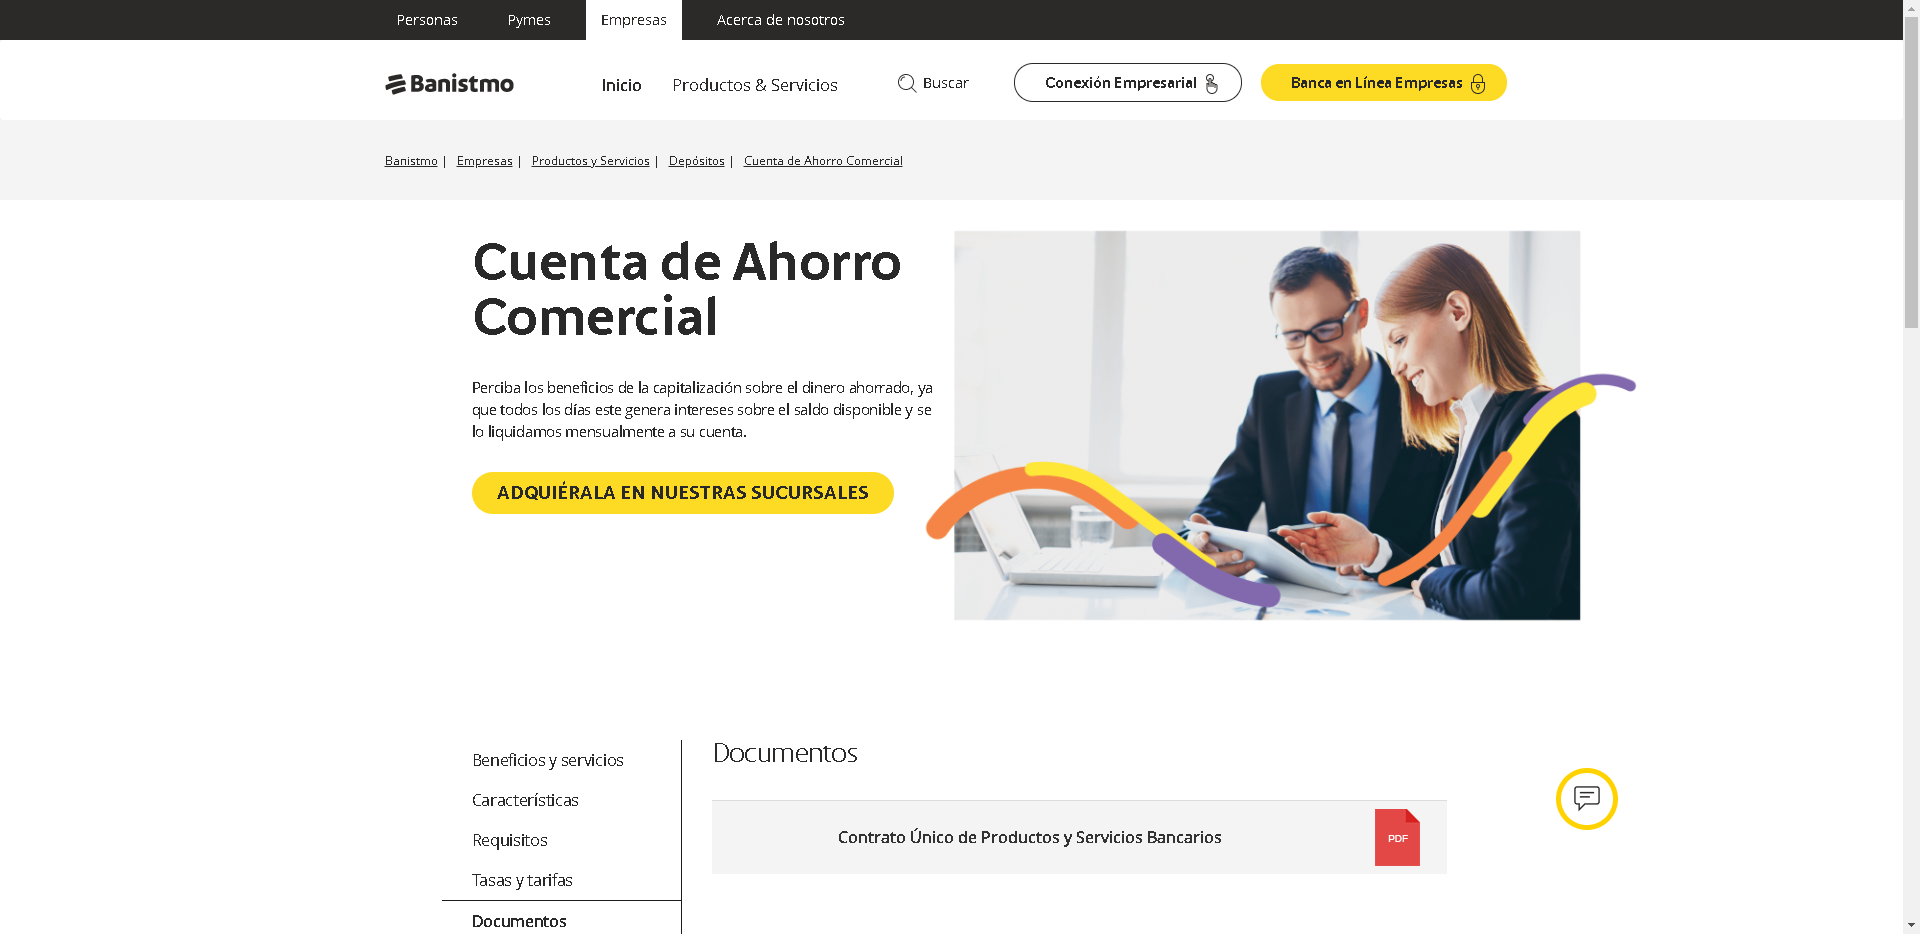 Personas Pymes Empresas Acerca de nosotros
Banistmo Inicio Productos & Servicios Buscar Conexión Empresarial Banca en Línea Empresas
Banistmo | Empresas | Productos y Servicios | Depósitos | Cuenta de Ahorro Comercial
Cuenta de Ahorro
Comercial
Perciba los beneficios de la capitalización sobre el dinero ahorrado, ya
que todos los días este genera intereses sobre el saldo disponible y se
lo liquidamos mensualmente a su cuenta.
ADQUIÉRALA EN NUESTRAS SUCURSALES
Beneficios y servicios
Características
Requisitos
Tasas y tarifas
Documentos
Documentos
Contrato Único de Productos y Servicios Bancarios
PDF